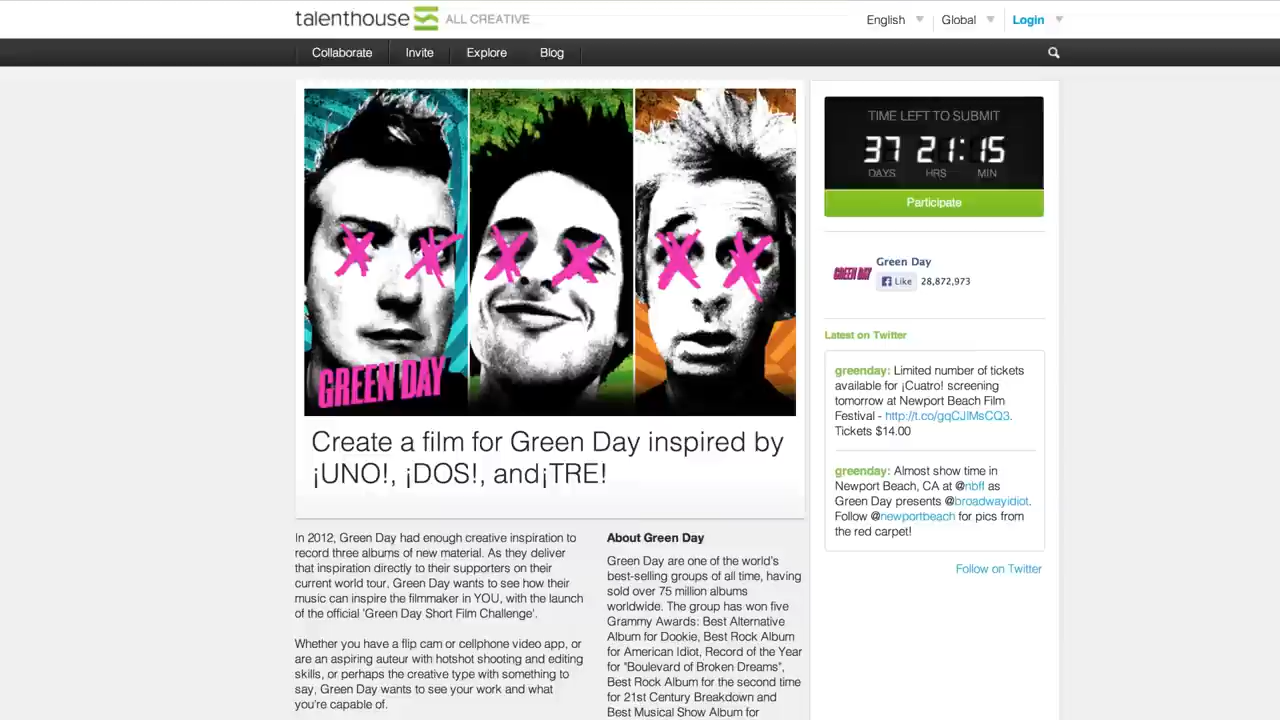 talenthouse ALL CREATIVE
English Global Login
Collaborate Invite Explore Blog
GREEN DAY
Create a film for Green Day inspired by
¡UNO!, ¡DOS!, and¡TRE!
In 2012, Green Day had enough creative inspiration to
record three albums of new material. As they deliver
that inspiration directly to their supporters on their
current world tour, Green Day wants to see how their
music can inspire the filmmaker in YOU, with the launch
of the official 'Green Day Short Film Challenge'.
Whether you have a flip cam or cellphone video app, or
are an aspiring auteur with hotshot shooting and editing
skills, or perhaps the creative type with something to
say, Green Day wants to see your work and what
you're capable of.
About Green Day
Green Day are one of the world's
best-selling groups of all time, having
sold over 75 million albums
worldwide. The group has won five
Grammy Awards: Best Alternative
Album for Dookie, Best Rock Album
for American Idiot, Record of the Year
for "Boulevard of Broken Dreams",
Best Rock Album for the second time
for 21st Century Breakdown and
Best Musical Show Album for
TIME LEFT TO SUBMIT
37 21:15
DAYS HRS MIN
Participate
GREEN DAY
Green Day
Like 28,872,973
Latest on Twitter
greenday: Limited number of tickets
available for ¡Cuatro! screening
tomorrow at Newport Beach Film
Festival - http://t.co/gqCJlMsCQ3.
Tickets $14.00
greenday: Almost show time in
Newport Beach, CA at @nbff as
Green Day presents @broadwayidiot.
Follow @newportbeach for pics from
the red carpet!
Follow on Twitter